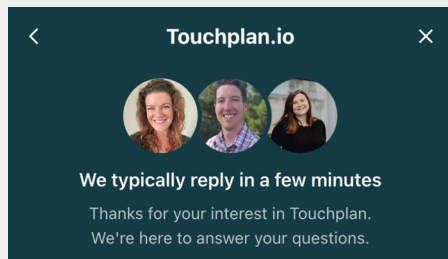 Touchplan.io
We typically reply in a few minutes
Thanks for your interest in Touchplan.
We're here to answer your questions.